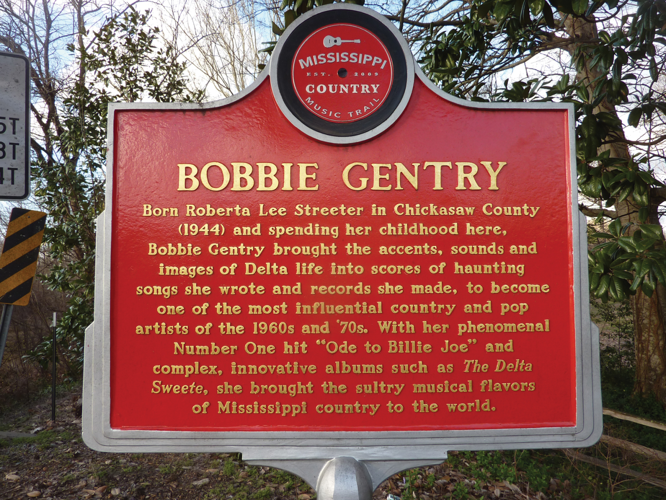 MISSISSIPPI
EST. 2009
COUNTRY
MUSIC TRAIL
BOBBIE GENTRY
Born Roberta Lee Streeter in Chickasaw County
(1944) and spending her childhood here,
Bobbie Gentry brought the accents, sounds and
images of Delta life into scores of haunting
songs she wrote and records she made, to become
one of the most influential country and pop
artists of the 1960s and '70s. With her phenomenal
Number One hit "Ode to Billie Joe" and
complex, innovative albums such as The Delta
Sweete, she brought the sultry musical flavors
of Mississippi country to the world.